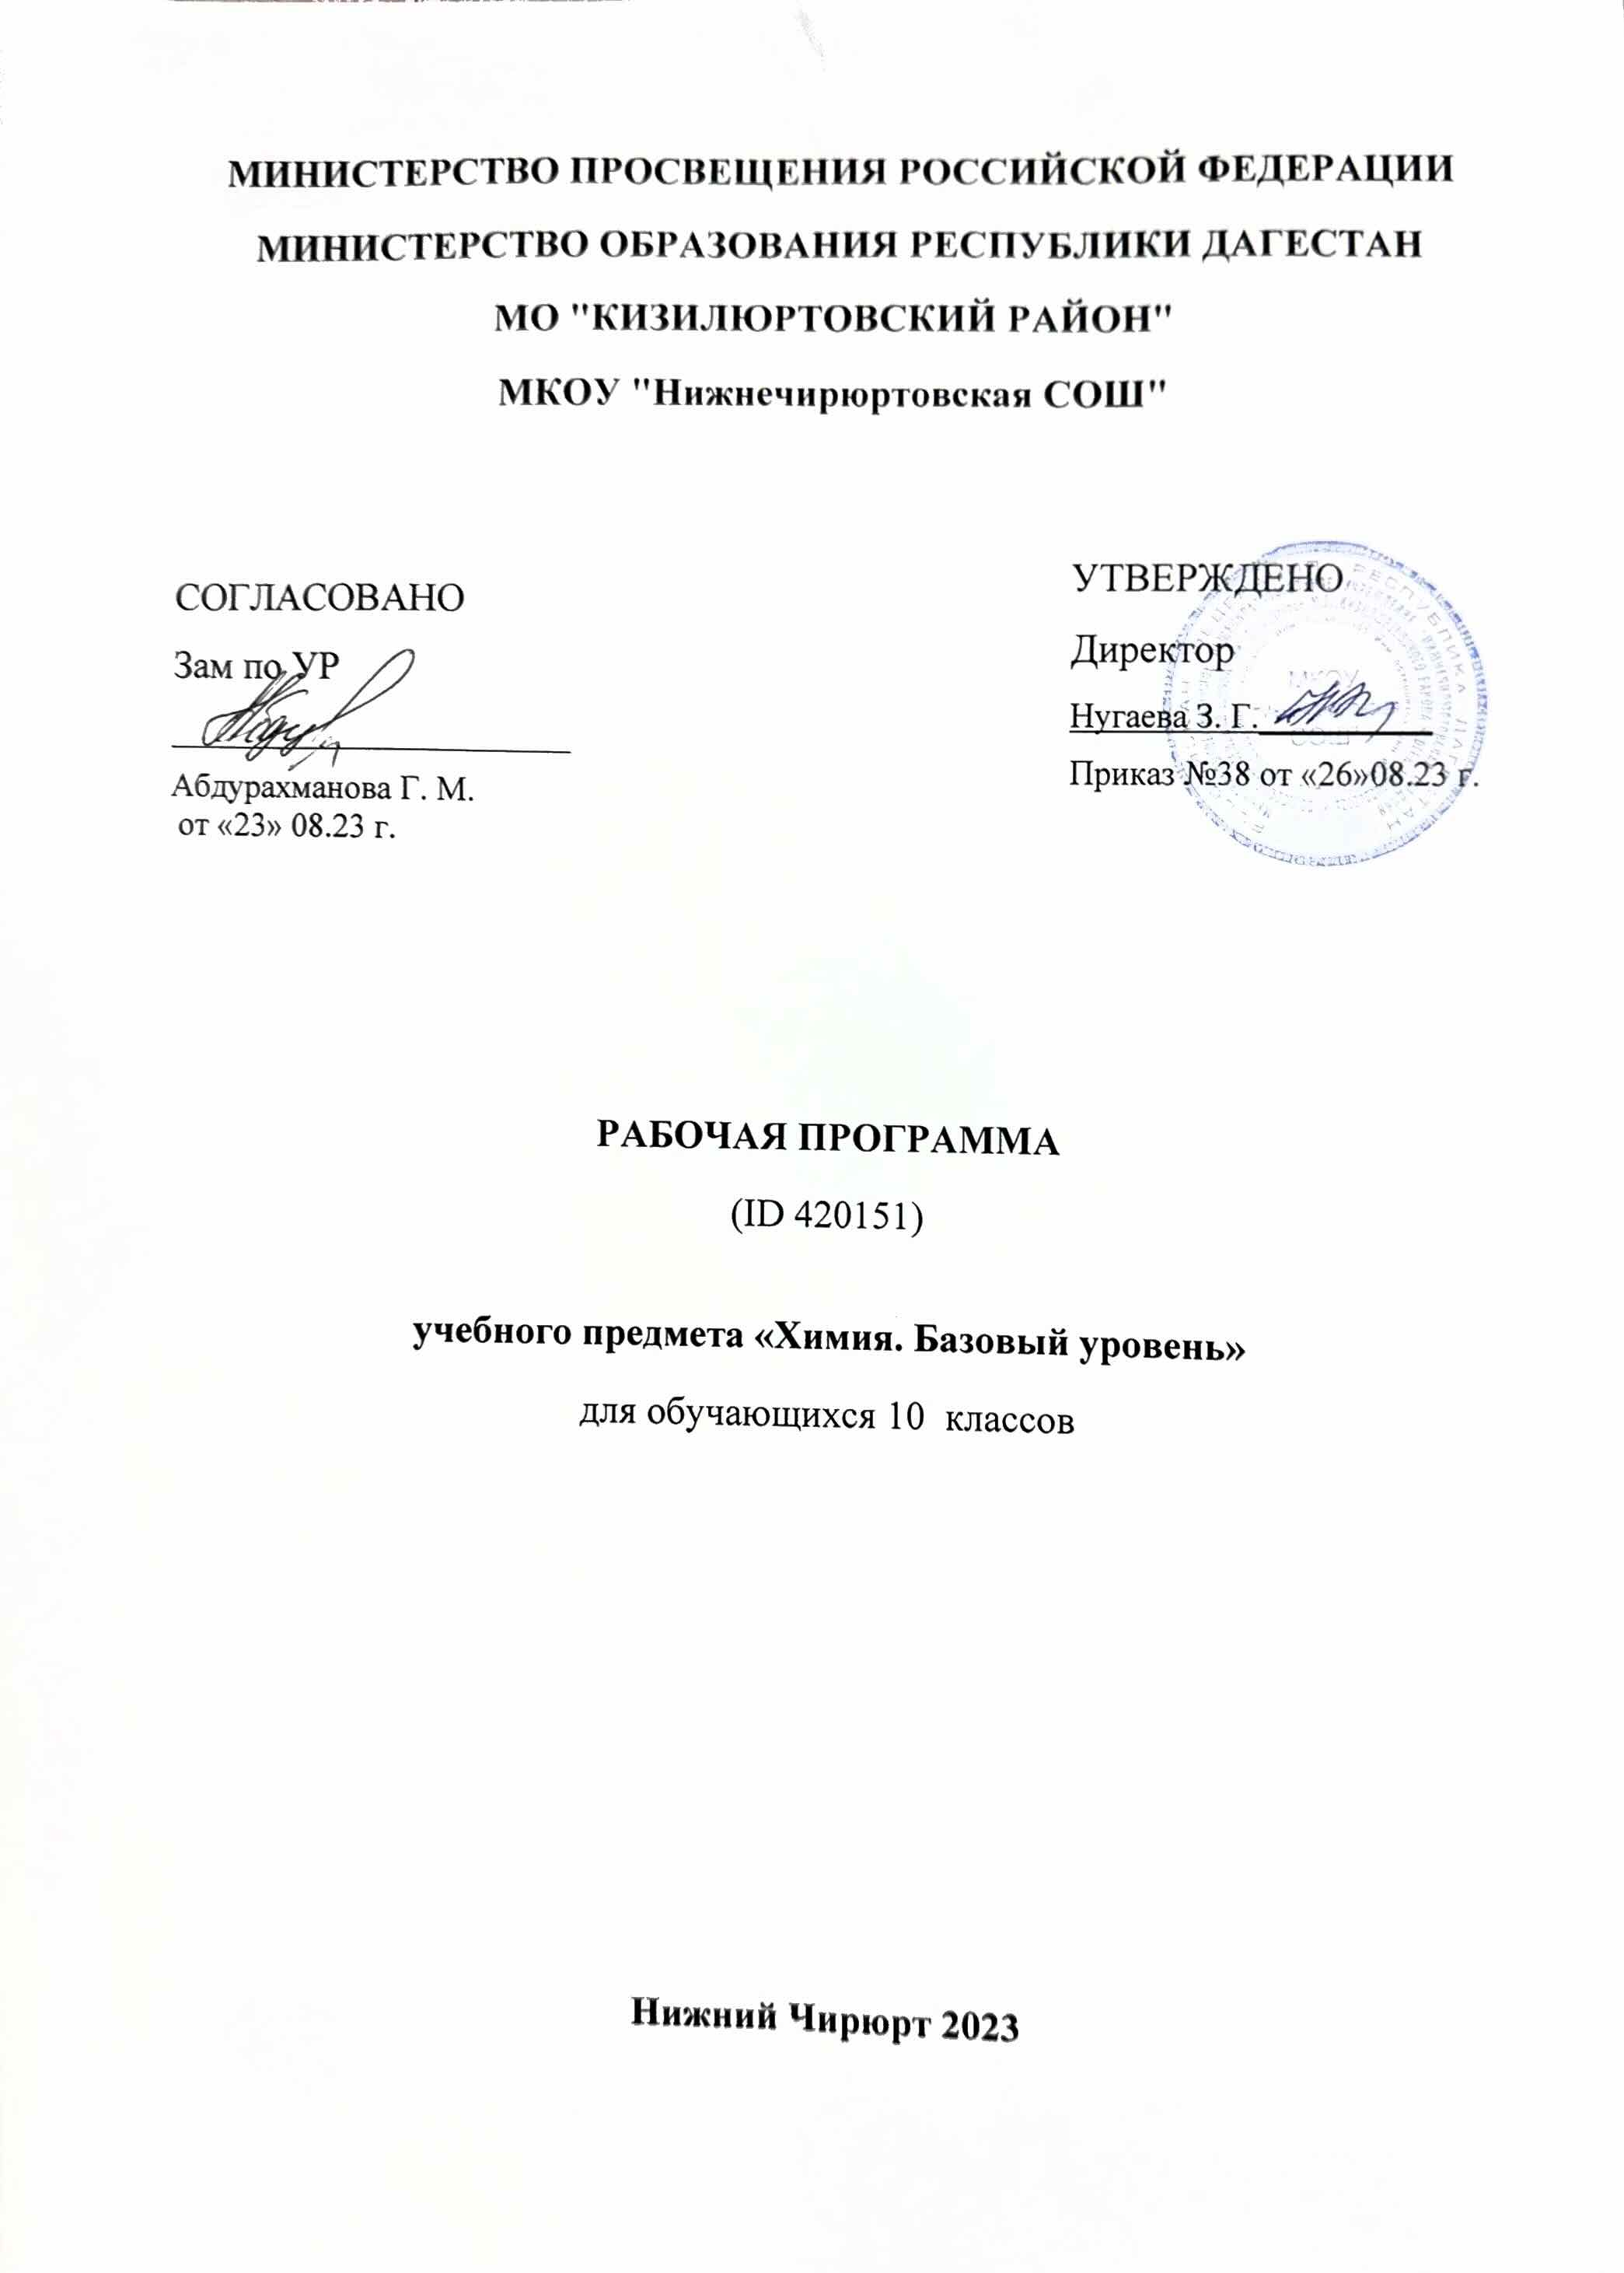 МИНИСТЕРСТВО ПРОСВЕЩЕНИЯ РОССИЙСКОЙ ФЕДЕРАЦИИ
МИНИСТЕРСТВО ОБРАЗОВАНИЯ РЕСПУБЛИКИ ДАГЕСТАН
МО "КИЗИЛЮРТОВСКИЙ РАЙОН"
МКОУ "Нижнечирюртовская СОШ"
СОГЛАСОВАНО
Зам по УР
Абдурахманова Г. М.
от «23» 08.23 г.
УТВЕРЖДЕНО
Директор
Нугаева З. Г.
Приказ №38 от «26»08.23 г.
РАБОЧАЯ ПРОГРАММА
(ID 420151)
учебного предмета «Химия. Базовый уровень»
для обучающихся 10 классов
Нижний Чирюрт 2023